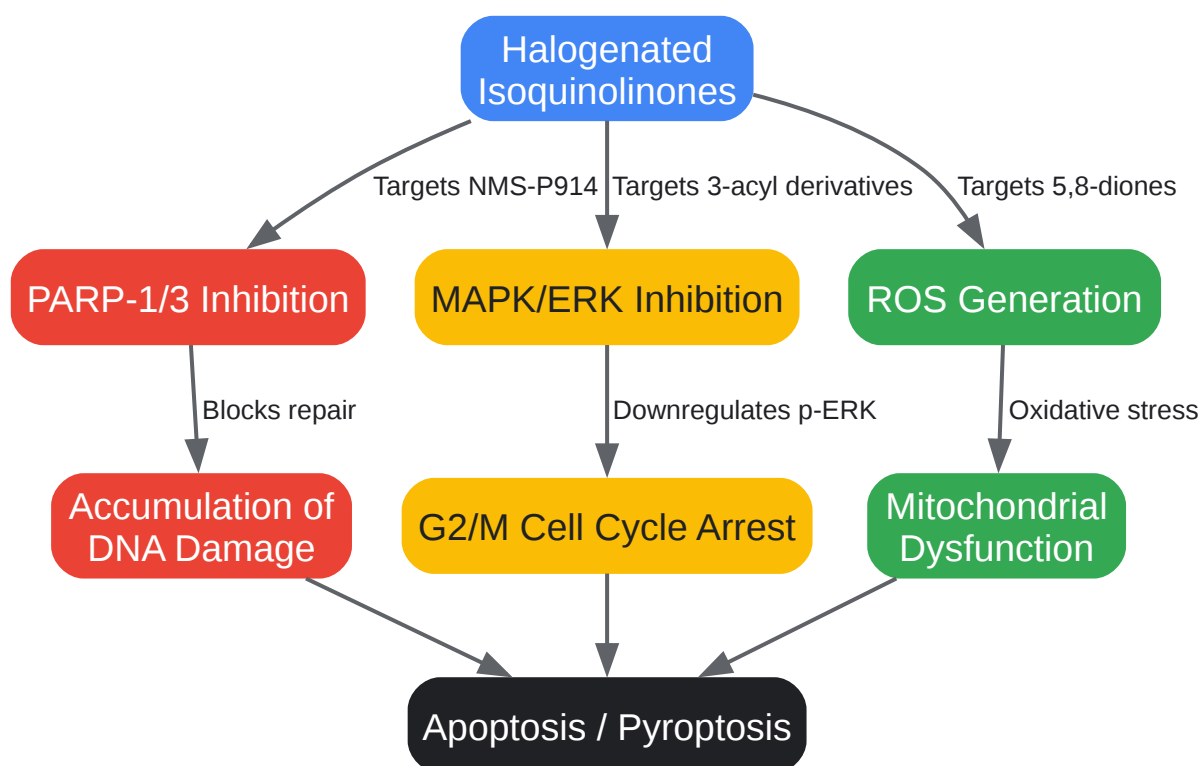 Halogenated
Isoquinolinones
Targets NMS-P914
Targets 3-acyl derivatives
Targets 5,8-diones
PARP-1/3 Inhibition
MAPK/ERK Inhibition
ROS Generation
Blocks repair
Downregulates p-ERK
Oxidative stress
Accumulation of
DNA Damage
G2/M Cell Cycle Arrest
Mitochondrial
Dysfunction
Apoptosis / Pyroptosis